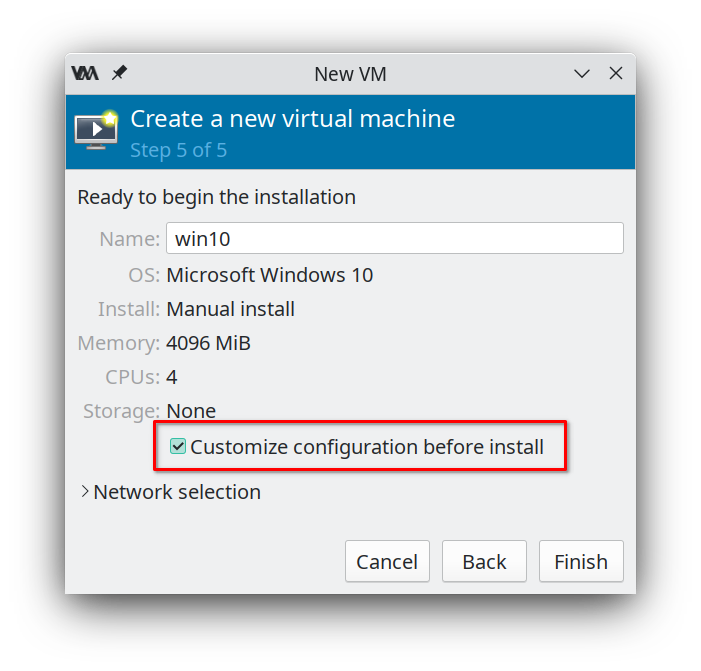 New VM
Create a new virtual machine
Step 5 of 5
Ready to begin the installation
Name: win10
OS: Microsoft Windows 10
Install: Manual install
Memory: 4096 MiB
CPUs: 4
Storage: None
Customize configuration before install
Network selection
Cancel Back Finish